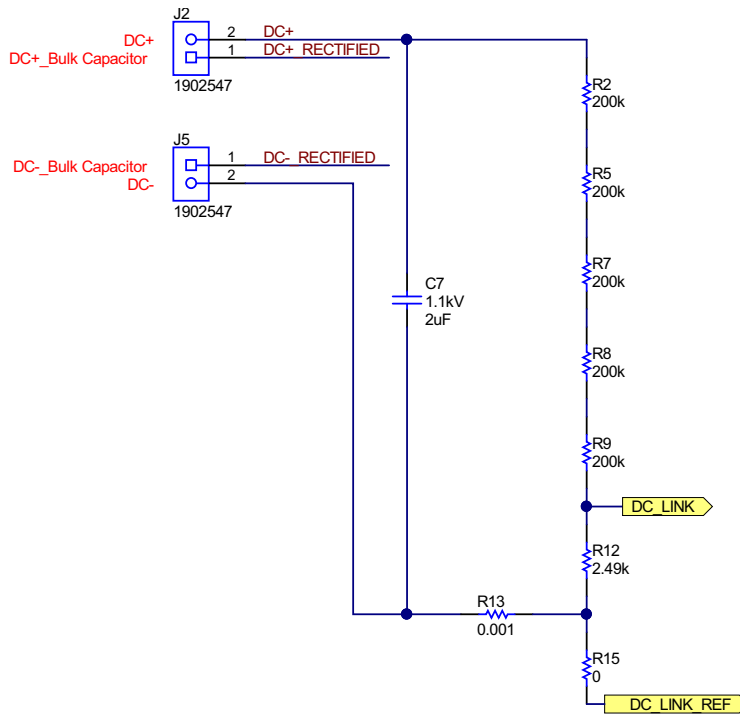 J2
DC+ 2 DC+
DC+_Bulk Capacitor 1 DC+_RECTIFIED
1902547
J5
DC-_Bulk Capacitor 1 DC-_RECTIFIED
DC- 2
1902547
R2
200k
R5
200k
R7
200k
C7
1.1kV
2uF
R8
200k
R9
200k
DC_LINK
R12
2.49k
R13
0.001
R15
0
DC_LINK_REF